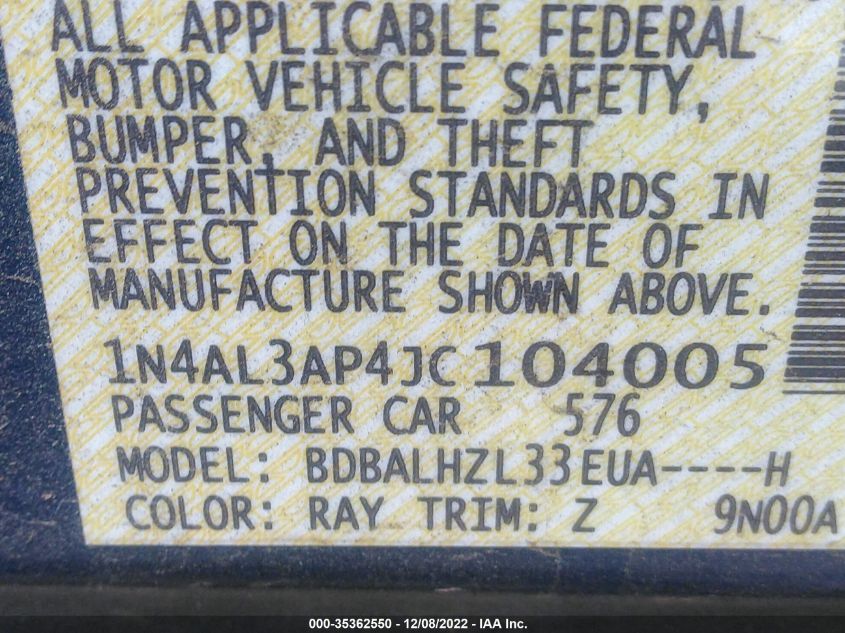 ALL APPLICABLE FEDERAL
MOTOR VEHICLE SAFETY,
BUMPER, AND THEFT
PREVENTION STANDARDS IN
EFFECT ON THE DATE OF
MANUFACTURE SHOWN ABOVE.
1N4AL3AP4JC104005
PASSENGER CAR 576
MODEL: BDBALHZL33EUA----H
COLOR: RAY TRIM: Z 9N00A
000-35362550 - 12/08/2022 - IAA Inc.